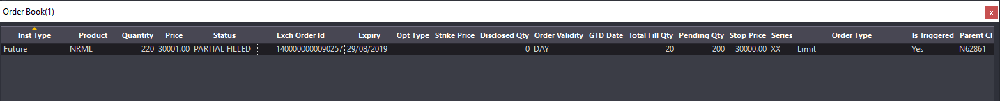 Order Book(1)
x
Inst Type Product Quantity Price Status Exch Order Id Expiry Opt Type Strike Price Disclosed Qty Order Validity GTD Date Total Fill Qty Pending Qty Stop Price Series Order Type Is Triggered Parent Cl
Future NRML 220 30001.00 PARTIAL FILLED 1400000000090257 29/08/2019 0 DAY 20 200 30000.00 XX Limit Yes N62861